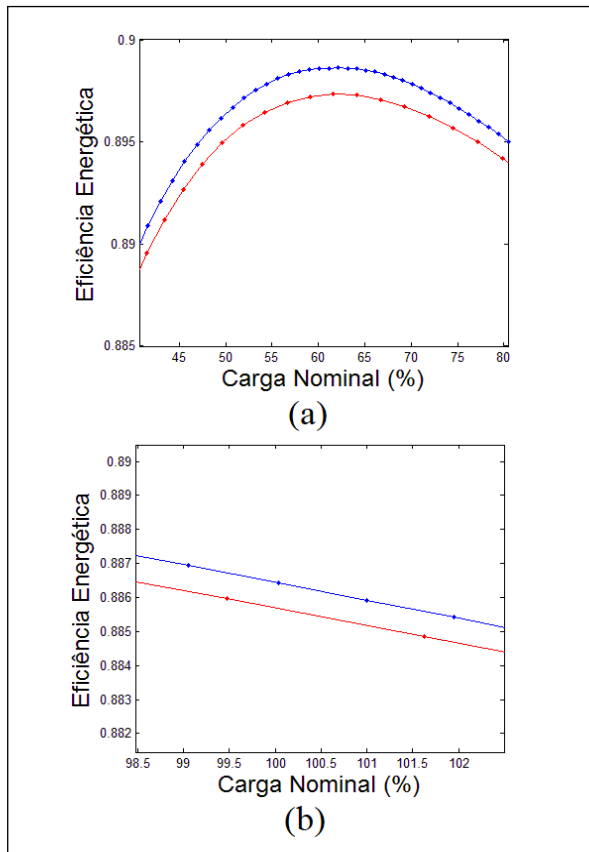 0.9
0.895
0.89
0.885
Eficiência Energética
45 50 55 60 65 70 75 80
Carga Nominal (%)
(a)
0.89
0.889
0.888
0.887
0.886
0.885
0.884
0.883
0.882
Eficiência Energética
98.5 99 99.5 100 100.5 101 101.5 102
Carga Nominal (%)
(b)